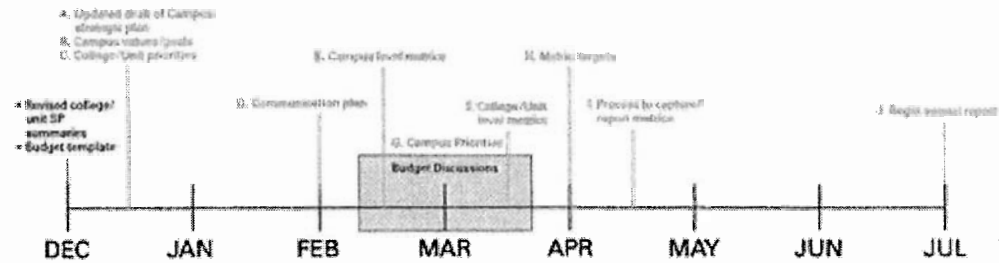 A. Updated draft of Campus
strategic plan
B. Campus values/goals
C. College/Unit priorities
E. Campus level metrics
H. Metric targets
* Revised college/
unit SP
summaries
* Budget template
D. Communication plan
F. College/Unit
level metrics
I. Process to capture/
report metrics
J. Begin annual report
G. Campus Priorities
Budget Discussions
DEC JAN FEB MAR APR MAY JUN JUL